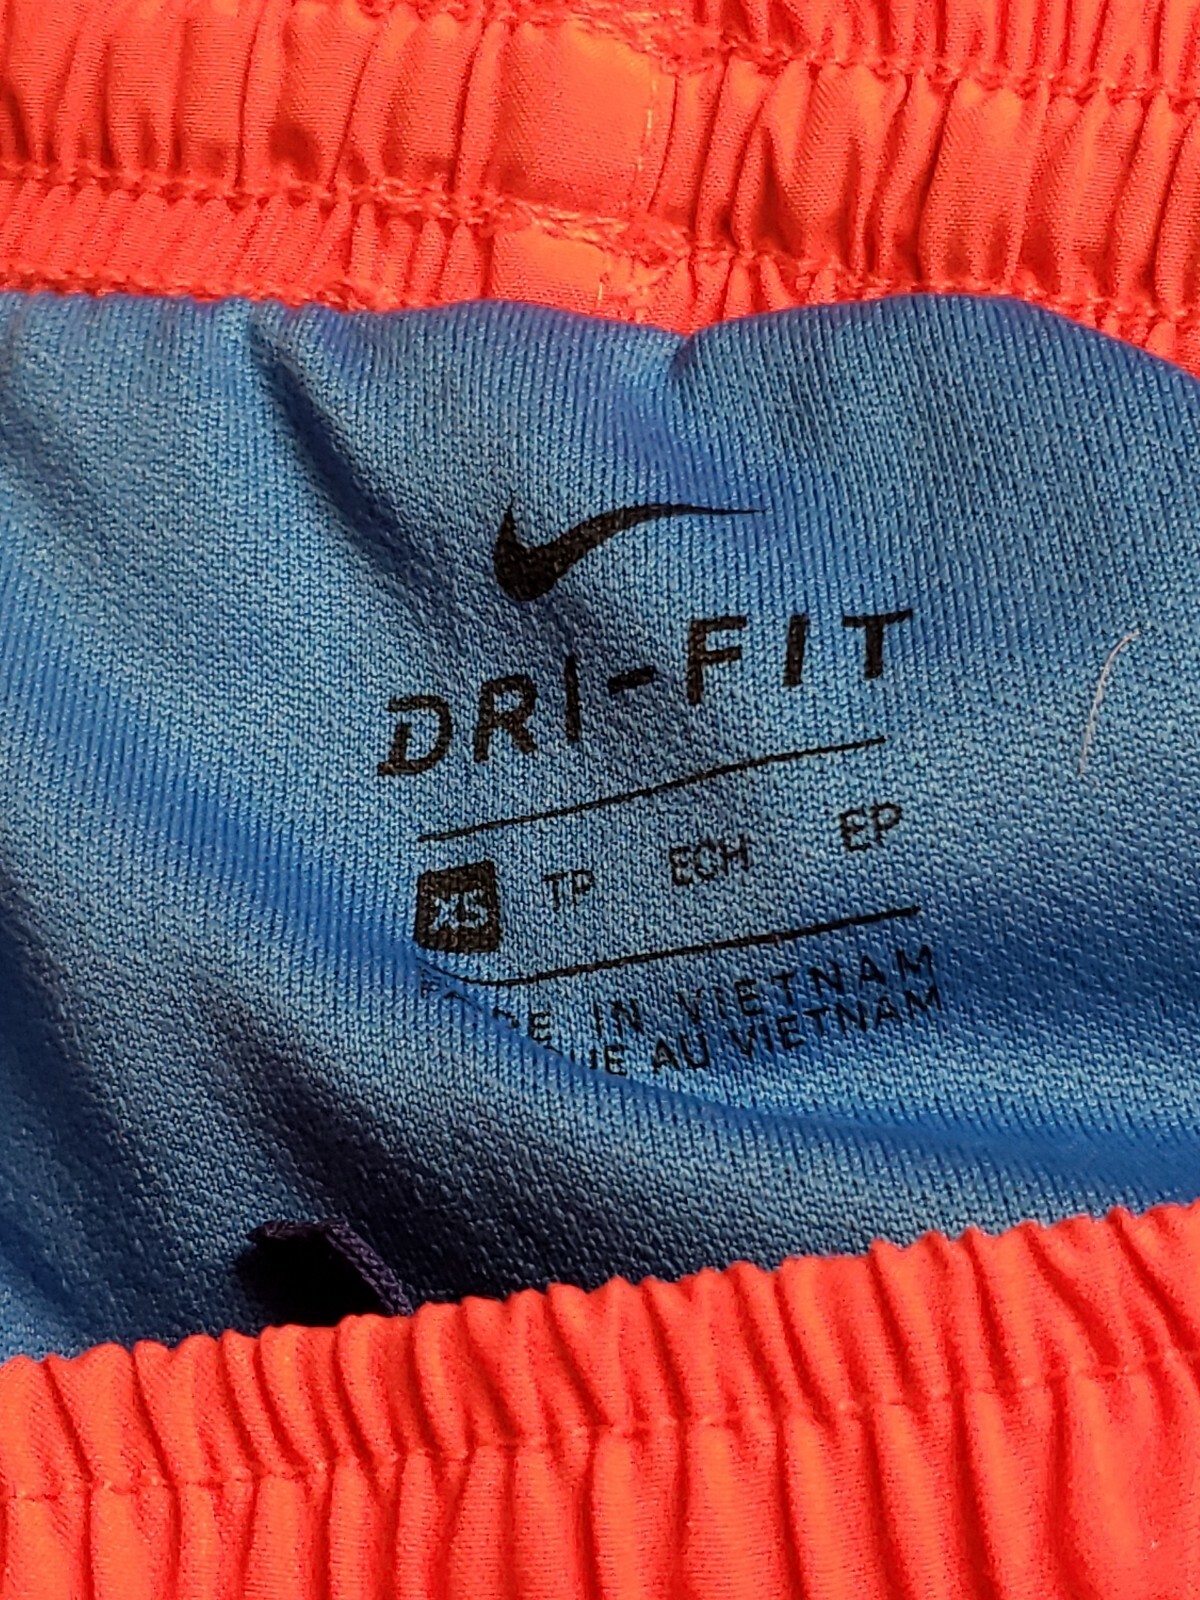 DRI-FIT
XS TP ECH EP
IN VIETNAM
AU VIETNAM